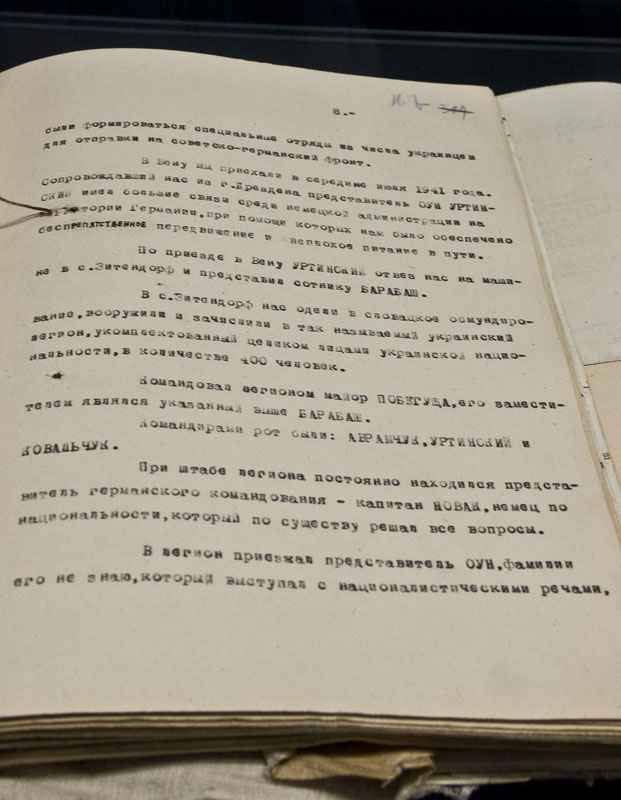 8.-
были формироваться специальные отряды из числа украинцев
для отправки на советско-германский фронт.
В Вену мы приехали в середине июля 1941 года.
Сопровождавший нас из г.Дрездена представитель ОУН УРТИН-
СКИЙ имел большие связи среди немецкой администрации на
территории Германии,при помощи которых нам было обеспечено
беспрепятственное передвижение и неплохое питание в пути.
По приезде в Вену УРТИНСКИЙ отвез нас на маши-
не в с.Зитендорф и представил сотнику БАРАБАШ.
В с.Зитендорф нас одели в словацкое обмундиро-
вание,вооружили и зачислили в так называемый украинский
легион,укомплектованный целиком лицами украинской нацио-
нальности,в количестве 400 человек.
Командовал легионом майор ПОБЕГУЩА,его замести-
телем являлся указанный выше БАРАБАШ.
Командирами рот были: АВРАМЧУК,УРТИНСКИЙ и
КОВАЛЬЧУК.
При штабе легиона постоянно находился предста-
витель германского командования - капитан НОВАК,немец по
национальности,который по существу решал все вопросы.
В легион приезжал представитель ОУН,фамилии
его не знаю,который выступал с националистическими речами,